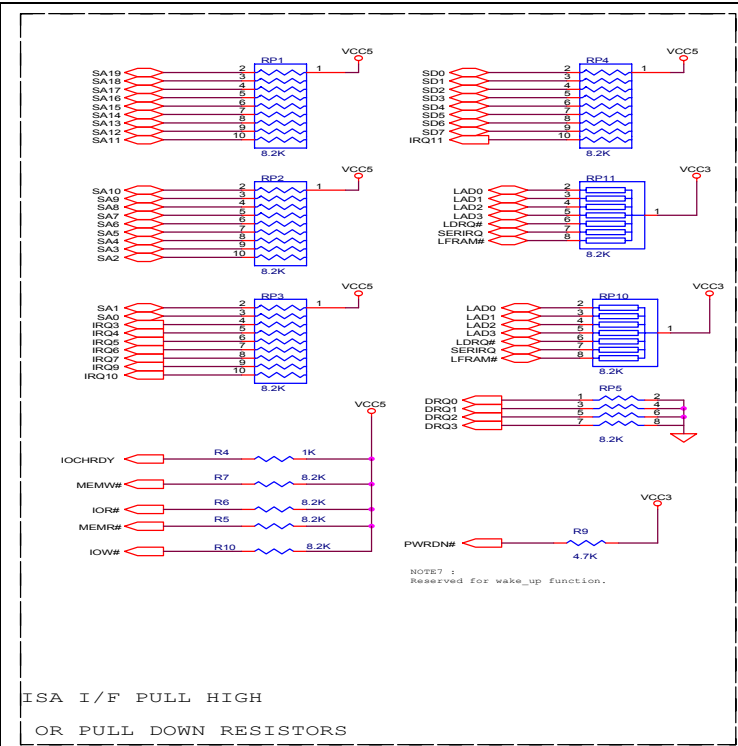 RP1
VCC5
SA19 2 1
SA18 3
SA17 4
SA16 5
SA15 6
SA14 7
SA13 8
SA12 9
SA11 10
8.2K
RP4
VCC5
SD0 2 1
SD1 3
SD2 4
SD3 5
SD4 6
SD5 7
SD6 8
SD7 9
IRQ11 10
8.2K
RP2
VCC5
SA10 2 1
SA9 3
SA8 4
SA7 5
SA6 6
SA5 7
SA4 8
SA3 9
SA2 10
8.2K
RP11
VCC3
LAD0 2
LAD1 3
LAD2 4
LAD3 5 1
LDRQ# 6
SERIRQ 7
LFRAM# 8
8.2K
RP3
VCC5
SA1 2 1
SA0 3
IRQ3 4
IRQ4 5
IRQ5 6
IRQ6 7
IRQ7 8
IRQ9 9
IRQ10 10
8.2K
RP10
VCC3
LAD0 2
LAD1 3
LAD2 4
LAD3 5 1
LDRQ# 6
SERIRQ 7
LFRAM# 8
8.2K
RP5
DRQ0 1 2
DRQ1 3 4
DRQ2 5 6
DRQ3 7 8
8.2K
VCC5
IOCHRDY R4 1K
MEMW# R7 8.2K
IOR# R6 8.2K
MEMR# R5 8.2K
IOW# R10 8.2K
VCC3
R9
PWRDN#
4.7K
NOTE7 :
Reserved for wake_up function.
ISA I/F PULL HIGH
OR PULL DOWN RESISTORS